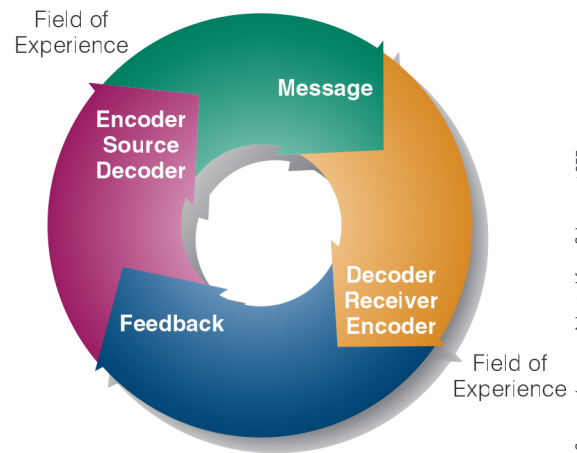 Field of
Experience
Message
Encoder
Source
Decoder
Decoder
Receiver
Encoder
Feedback
Field of
Experience